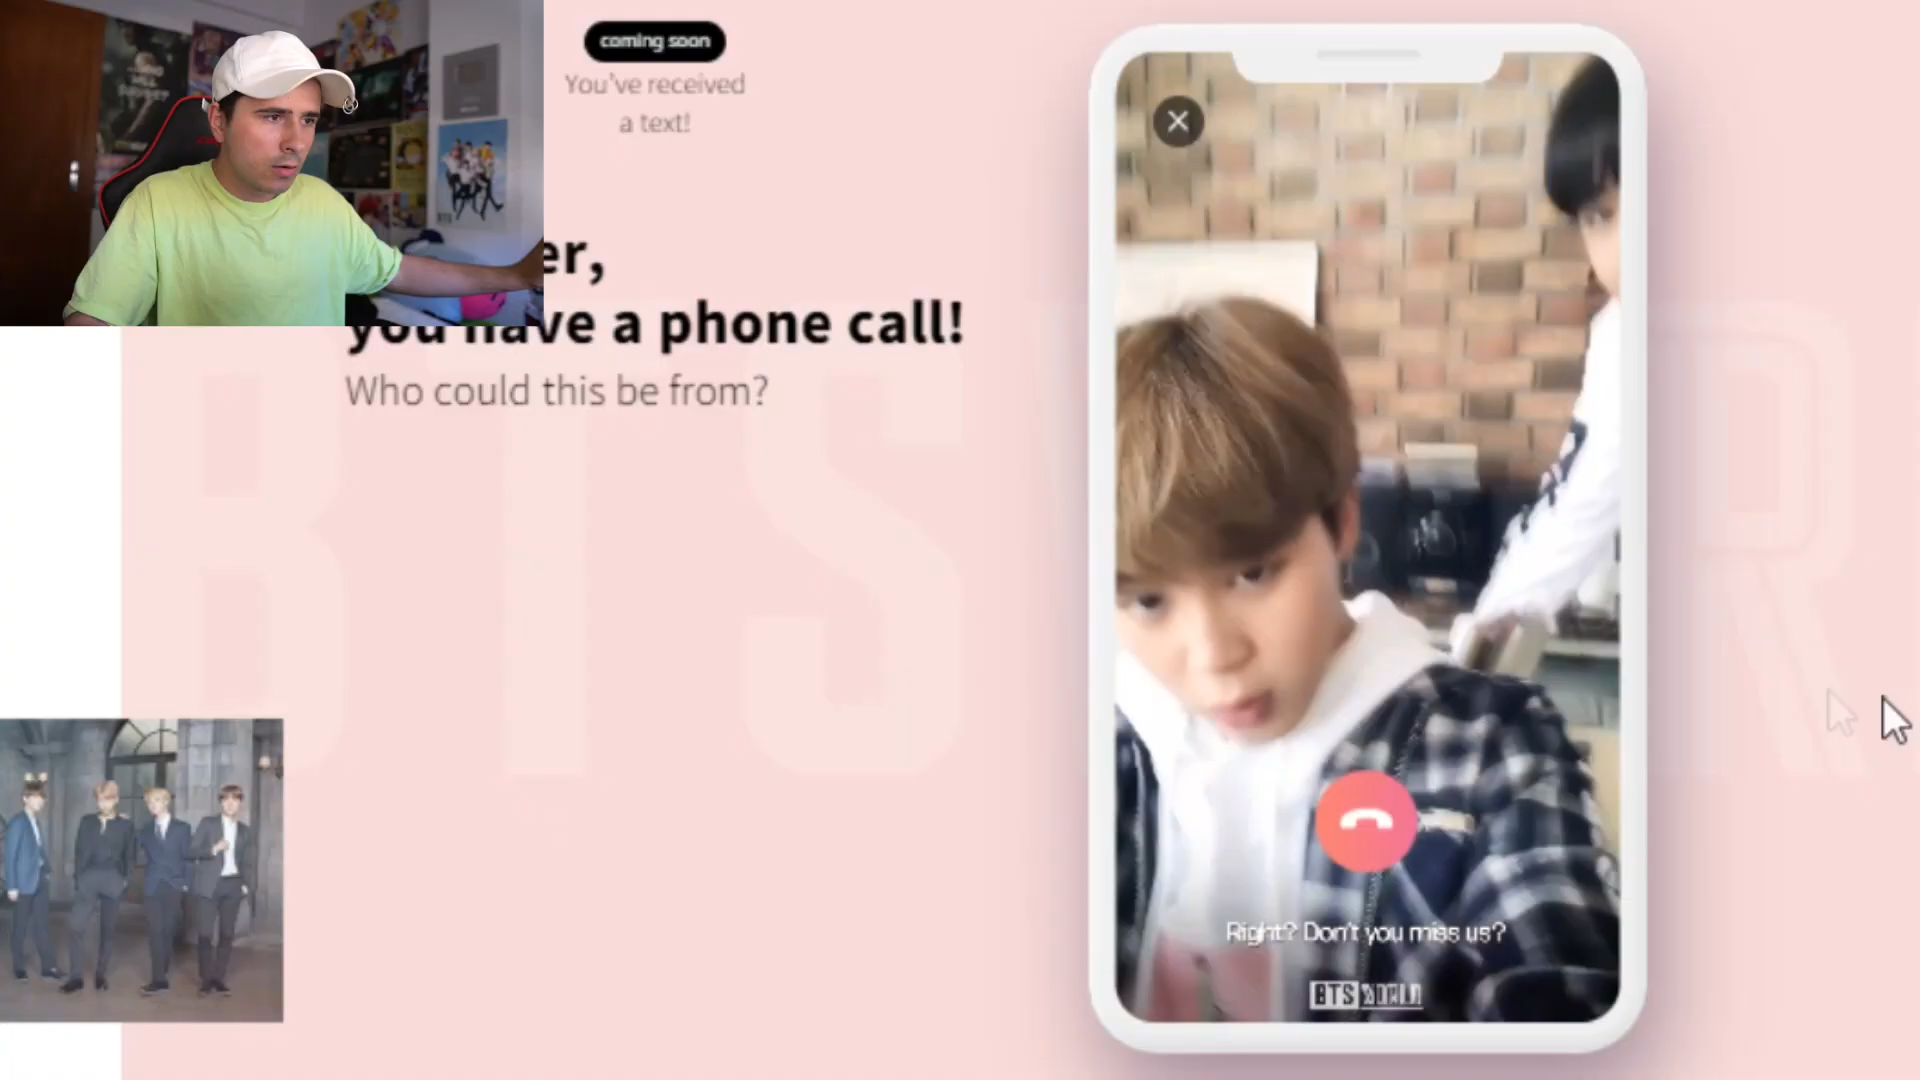 coming soon
You've received
a text!
er,
you have a phone call!
Who could this be from?
Right? Don't you miss us?
BTS WORLD
BTS